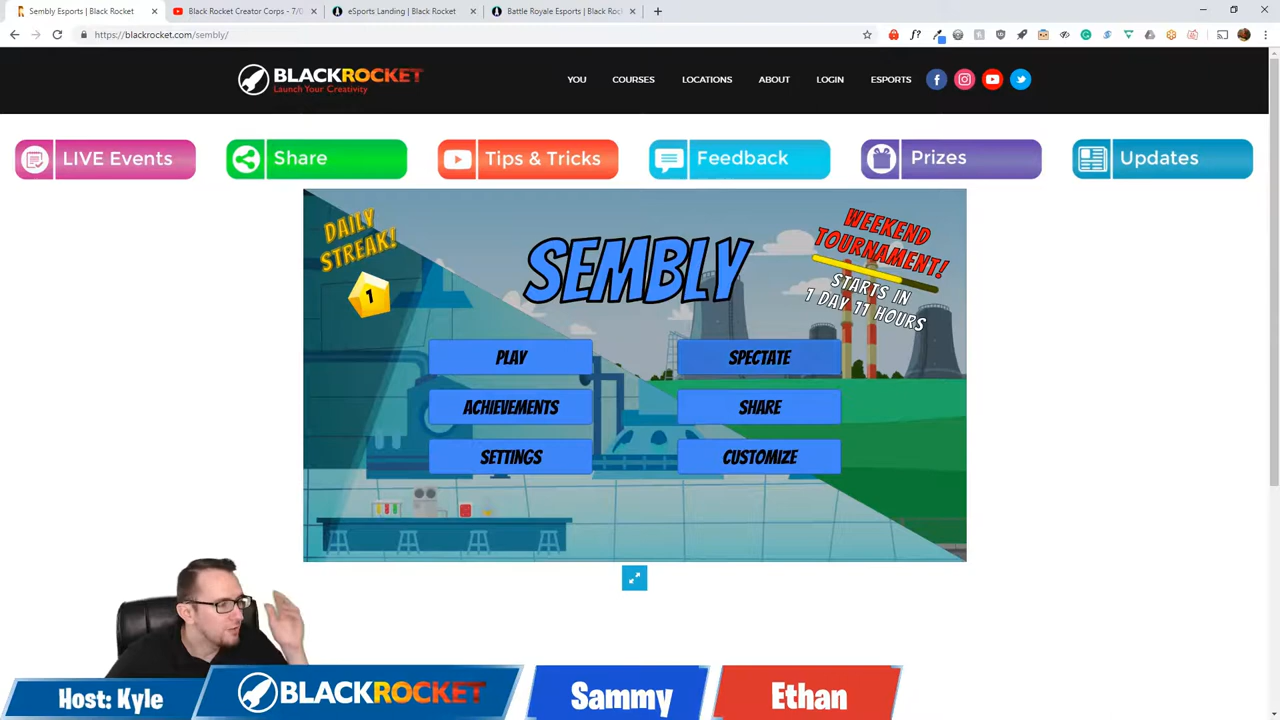 Sembly Esports | Black Rocket
Black Rocket Creator Corps - 7/0
eSports Landing | Black Rocket
Battle Royale Esports | Black Roc
https://blackrocket.com/sembly/
BLACKROCKET
Launch Your Creativity
YOU
COURSES
LOCATIONS
ABOUT
LOGIN
ESPORTS
LIVE Events
Share
Tips & Tricks
Feedback
Prizes
Updates
DAILY
STREAK!
1
SEMBLY
WEEKEND
TOURNAMENT!
STARTS IN
1 DAY 11 HOURS
PLAY
SPECTATE
ACHIEVEMENTS
SHARE
SETTINGS
CUSTOMIZE
Host: Kyle
BLACKROCKET
Sammy
Ethan